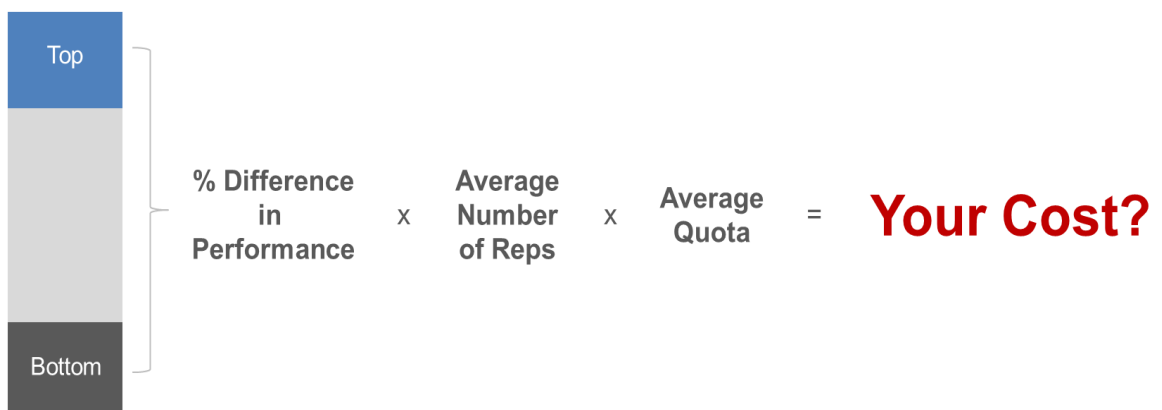 Top
% Difference
in
Performance
x
Average
Number
of Reps
x
Average
Quota
=
Your Cost?
Bottom